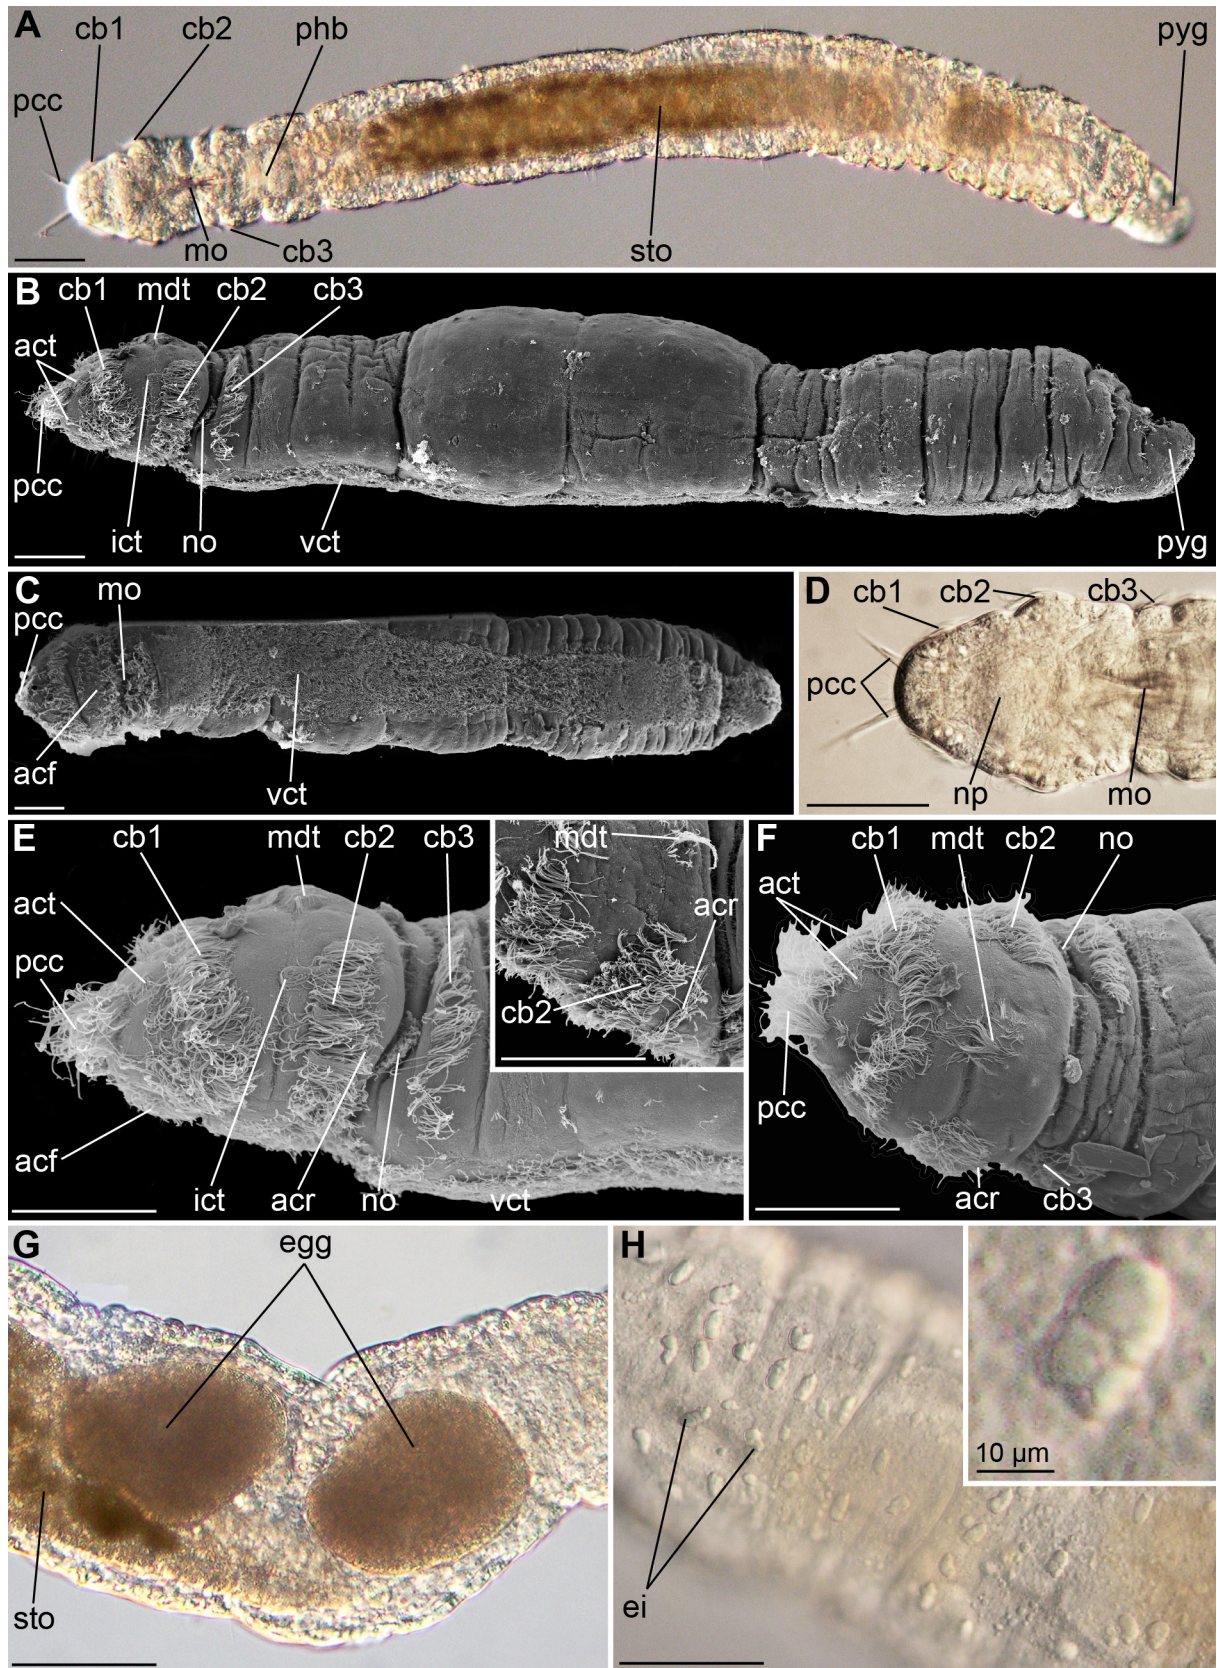 A
cb1 cb2 phb pyg
pcc
mo cb3 sto
B
cb1 mdt cb2 cb3
act
pcc
ict no vct pyg
C
mo
pcc
acf
vct
D
cb1 cb2 cb3
pcc
np mo
E
cb1 mdt cb2 cb3
act
pcc
acf
ict acr no vct
mdt
acr
cb2
F
cb1 mdt cb2 no
act
pcc
acr cb3
G
egg
sto
H
ei
10 µm